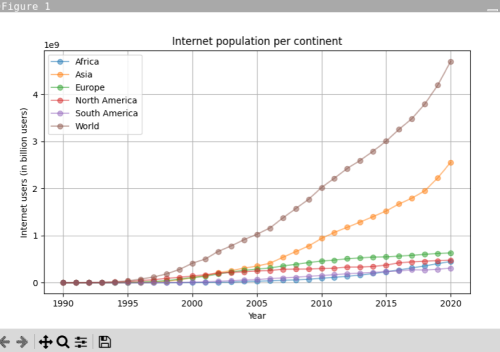 Figure 1
Internet population per continent
1e9
Africa
Asia
Europe
North America
South America
World
Internet users (in billion users)
4
3
2
1
0
1990
1995
2000
2005
2010
2015
2020
Year